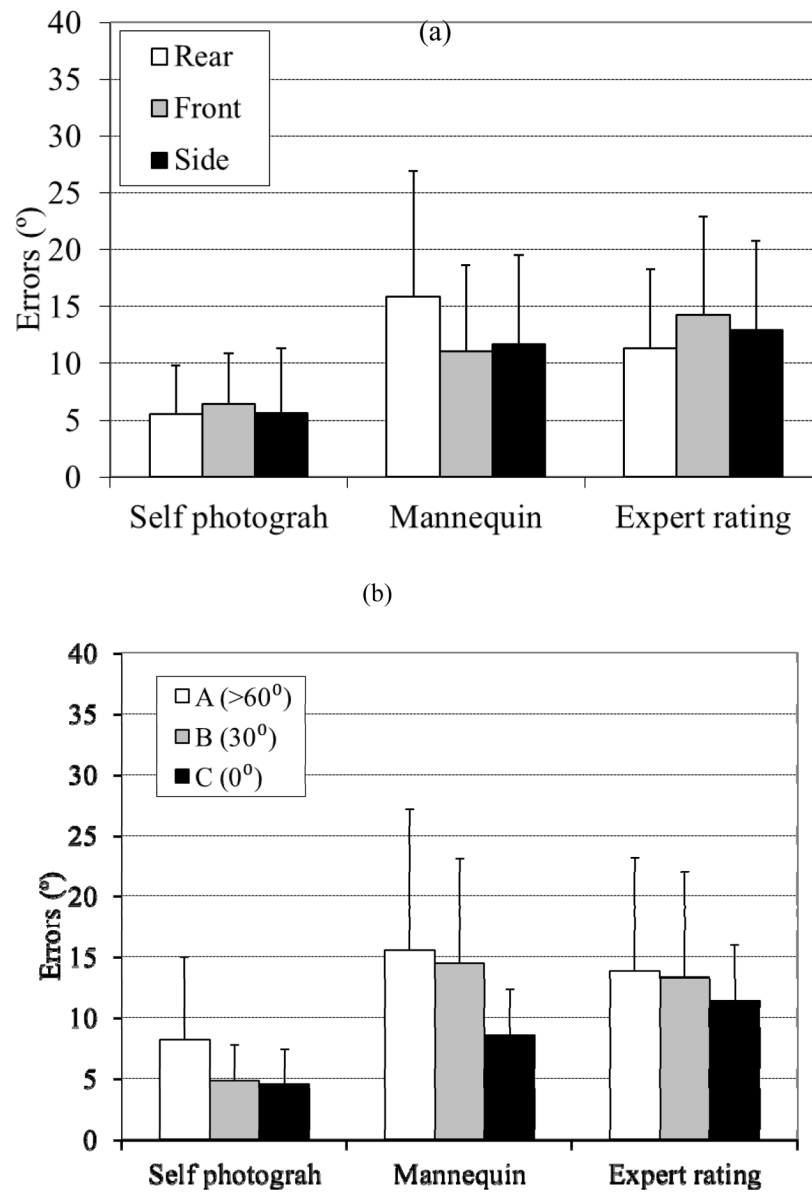 (a)
40
35
30
25
20
15
10
5
0
Errors (º)
Rear
Front
Side
Self photograh Mannequin Expert rating
(b)
40
35
30
25
20
15
10
5
0
Errors (º)
A (>60⁰)
B (30⁰)
C (0⁰)
Self photograh Mannequin Expert rating